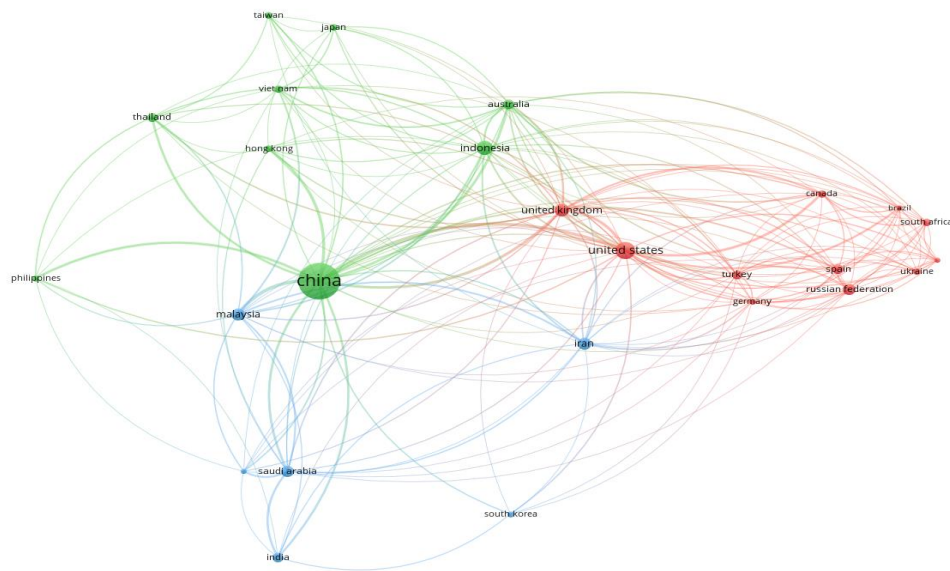 taiwan
japan
viet nam
australia
thailand
hong kong
indonesia
canada
united kingdom
brazil
south africa
united states
spain
ukraine
turkey
philippines
china
russian federation
germany
malaysia
iran
saudi arabia
south korea
india